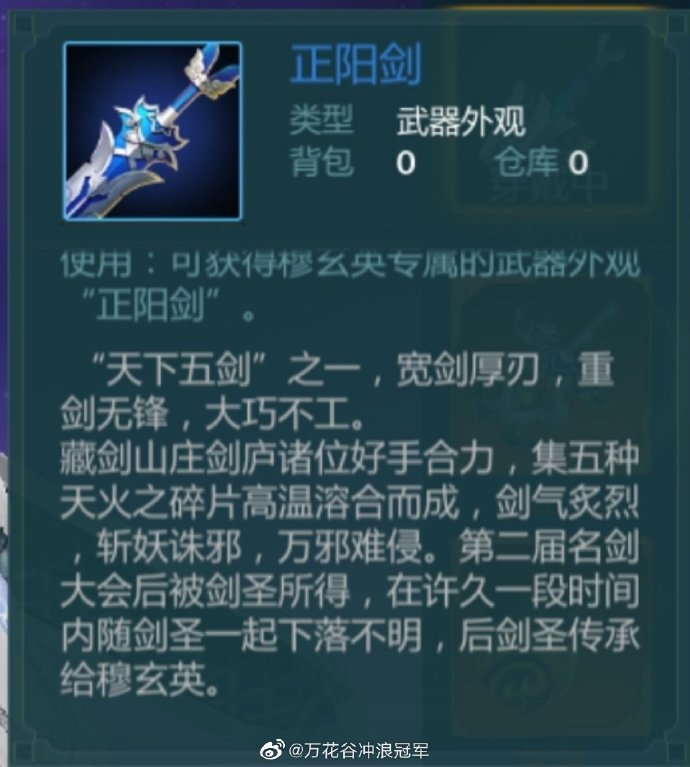 正阳剑
类型 武器外观
背包 0 仓库 0
穿戴中
使用：可获得穆玄英专属的武器外观
“正阳剑”。
“天下五剑”之一，宽剑厚刃，重
剑无锋，大巧不工。
藏剑山庄剑庐诸位好手合力，集五种
天火之碎片高温溶合而成，剑气炙烈
，斩妖诛邪，万邪难侵。第二届名剑
大会后被剑圣所得，在许久一段时间
内随剑圣一起下落不明，后剑圣传承
给穆玄英。
@万花谷冲浪冠军